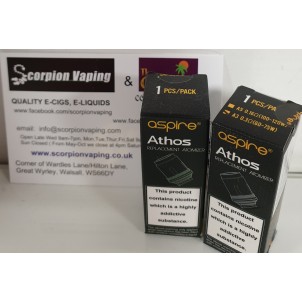 Scorpion Vaping
&
QUALITY E-CIGS, E-LIQUIDS
www.facebook.com/scorpionvaping
email: info@scorpionvaping.com
www.scorpionvaping.co.uk
Corner of Wardles Lane/Hilton Lane,
Great Wyrley, Walsall, WS66DY
1 PCS/PACK
aspire
Athos
REPLACEMENT ATOMIZER
This product
contains nicotine
which is a highly
addictive
substance.
1 PCS/PA
aspire
Athos
REPLACEMENT ATOMIZER
This product
contains nicotine
which is a highly
addictive
substance.